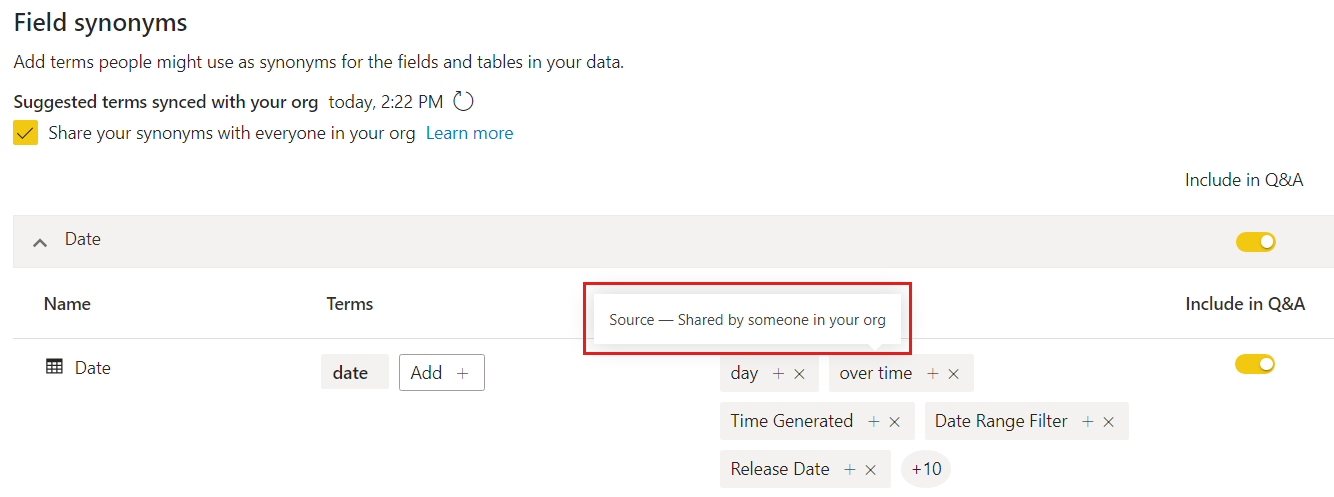 Field synonyms
Add terms people might use as synonyms for the fields and tables in your data.
Suggested terms synced with your org today, 2:22 PM
Share your synonyms with everyone in your org Learn more
Include in Q&A
Date
Name Terms Include in Q&A
Source — Shared by someone in your org
Date date Add + day + × over time + ×
Time Generated + × Date Range Filter + ×
Release Date + × +10